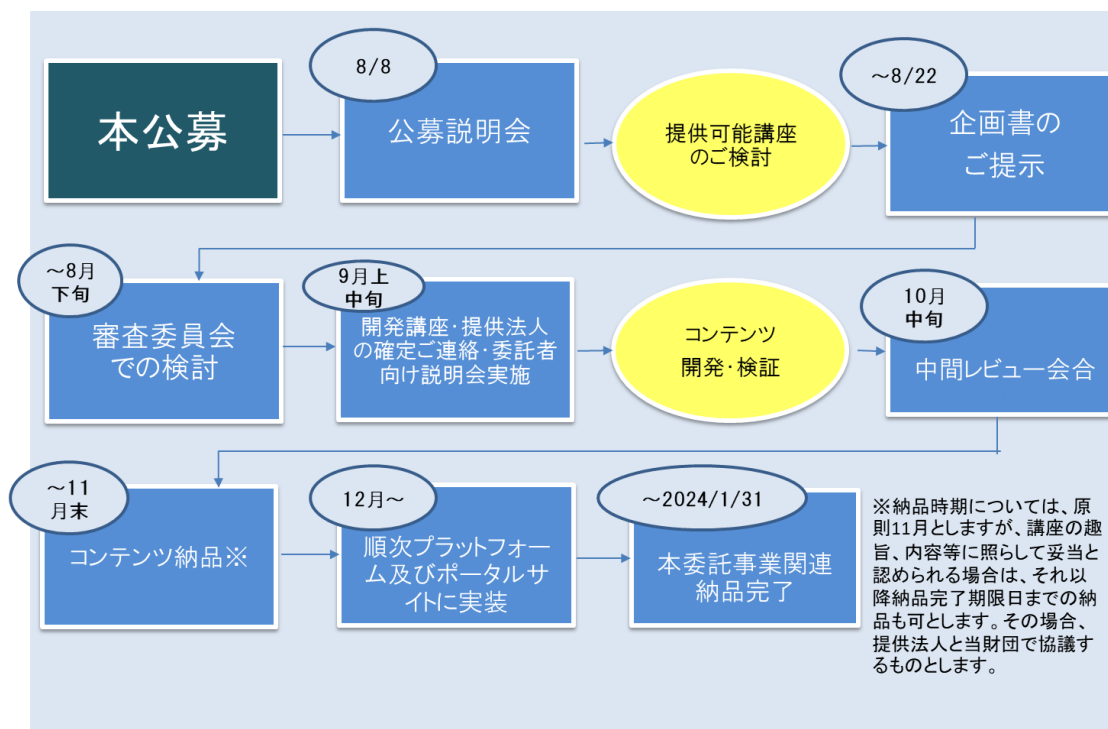 本公募
8/8
公募説明会
提供可能講座
のご検討
～8/22
企画書の
ご提示
～8月
下旬
審査委員会
での検討
9月上
中旬
開発講座・提供法人
の確定ご連絡・委託者
向け説明会実施
コンテンツ
開発・検証
10月
中旬
中間レビュー会合
～11
月末
コンテンツ納品※
12月～
順次プラットフォー
ム及びポータルサ
イトに実装
～2024/1/31
本委託事業関連
納品完了
※納品時期については、原
則11月としますが、講座の趣
旨、内容等に照らして妥当と
認められる場合は、それ以
降納品完了期限日までの納
品も可とします。その場合、
提供法人と当財団で協議す
るものとします。